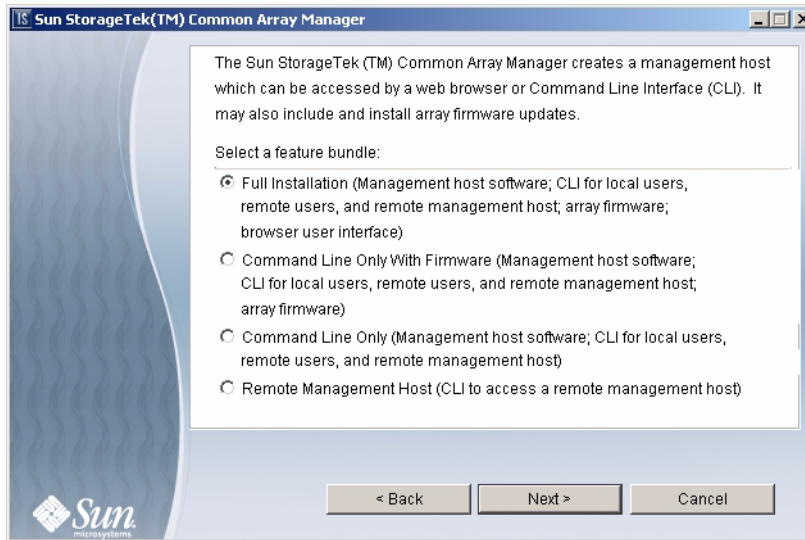 Sun StorageTek(TM) Common Array Manager
The Sun StorageTek (TM) Common Array Manager creates a management host
which can be accessed by a web browser or Command Line Interface (CLI). It
may also include and install array firmware updates.
Select a feature bundle:
Full Installation (Management host software; CLI for local users,
remote users, and remote management host; array firmware;
browser user interface)
Command Line Only With Firmware (Management host software;
CLI for local users, remote users, and remote management host;
array firmware)
Command Line Only (Management host software; CLI for local users,
remote users, and remote management host)
Remote Management Host (CLI to access a remote management host)
< Back
Next >
Cancel
Sun
microsystems